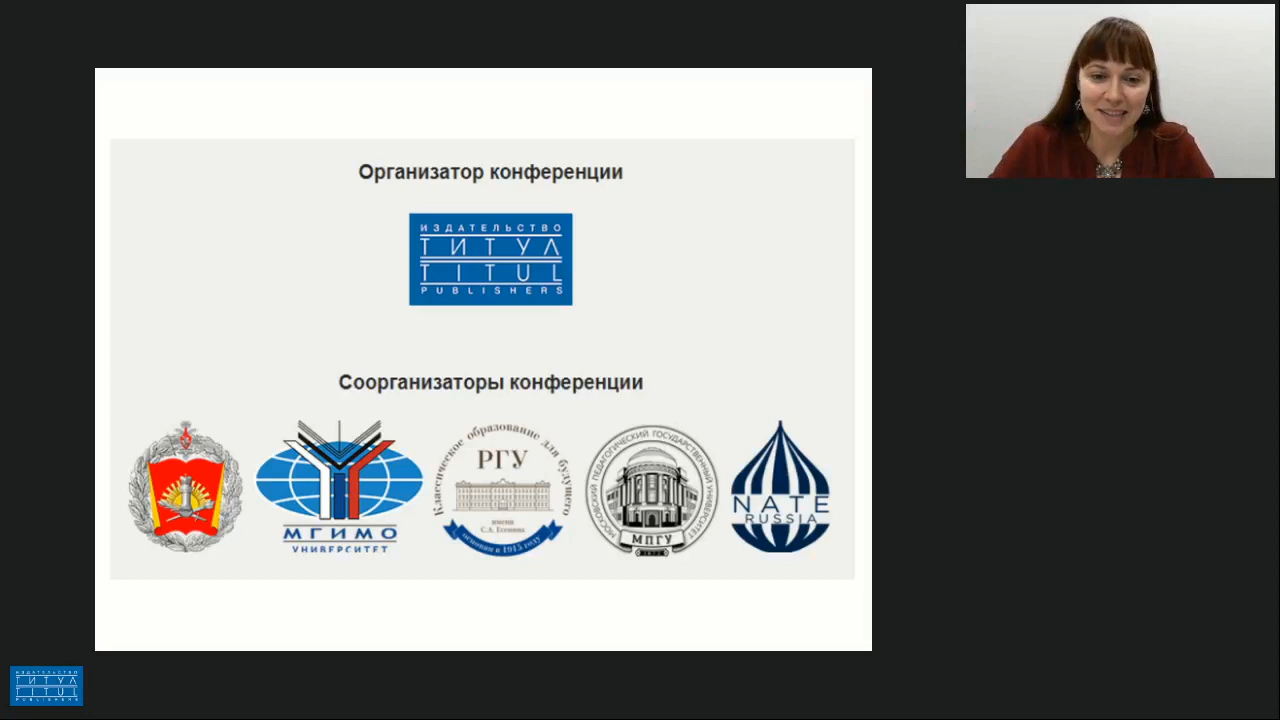 Организатор конференции
ИЗДАТЕЛЬСТВО
ТИТУЛ
TITUL
PUBLISHERS
Соорганизаторы конференции
МГИМО
УНИВЕРСИТЕТ
Классическое образование для будущего
РГУ
имени
С.А. Есенина
основан в 1915 году
МОСКОВСКИЙ ПЕДАГОГИЧЕСКИЙ ГОСУДАРСТВЕННЫЙ УНИВЕРСИТЕТ
МПГУ
1872
NATE
RUSSIA
ИЗДАТЕЛЬСТВО
ТИТУЛ
TITUL
PUBLISHERS